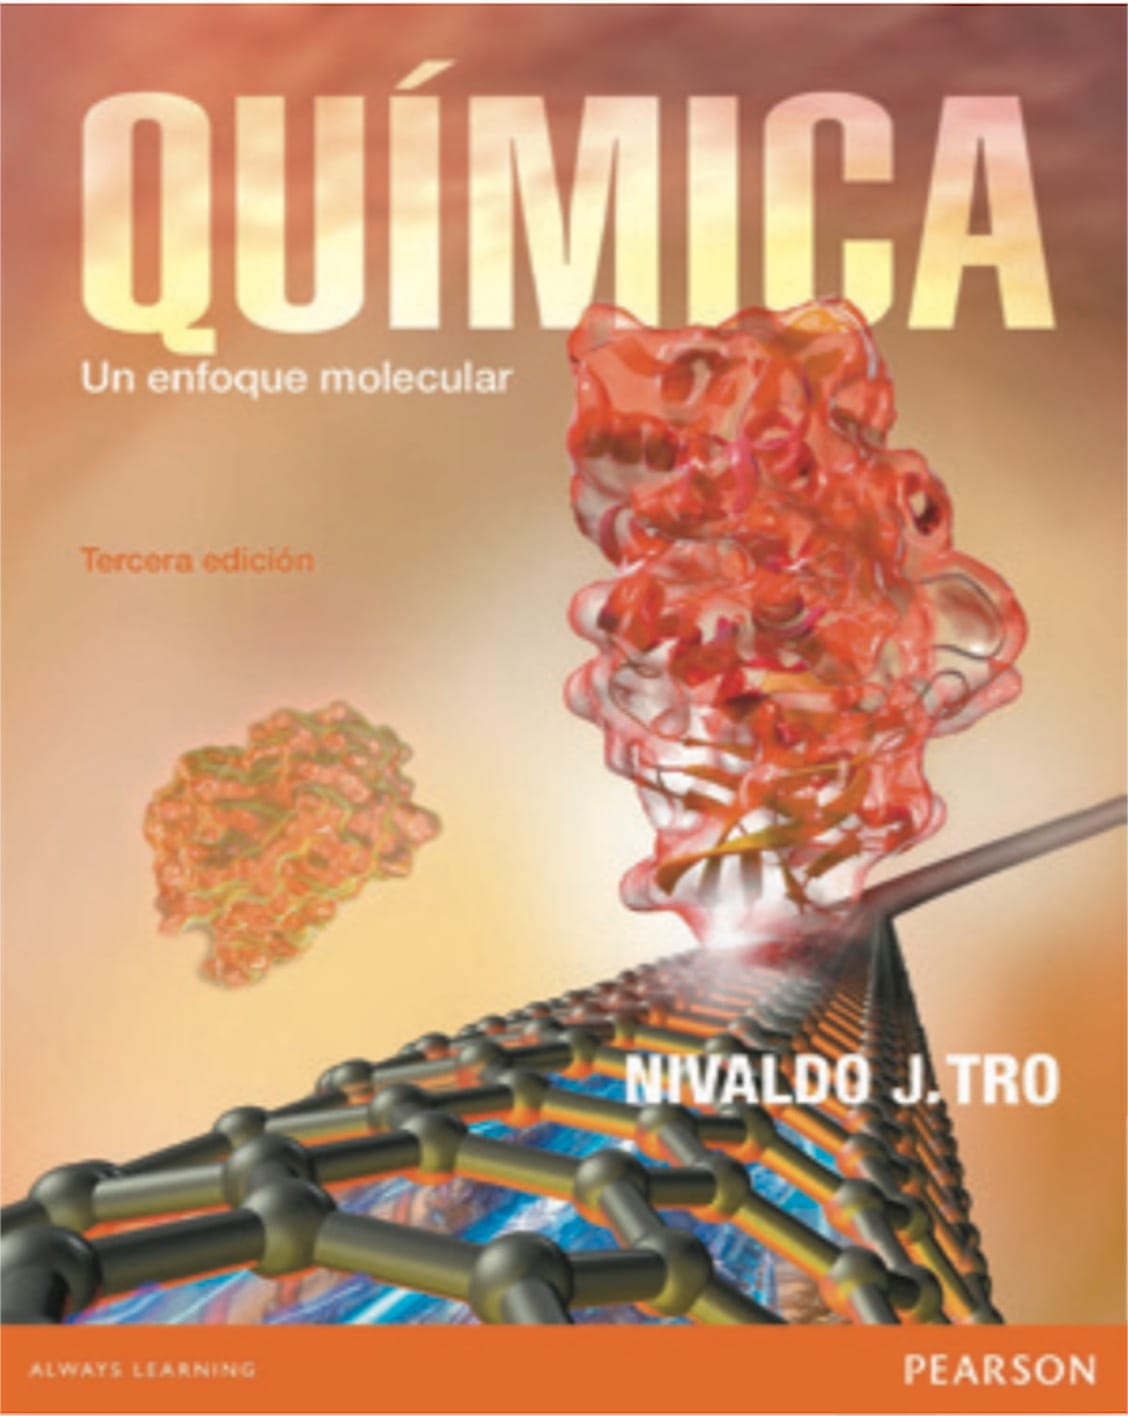 QUÍMICA
Un enfoque molecular
Tercera edición
NIVALDO J. TRO
ALWAYS LEARNING
PEARSON